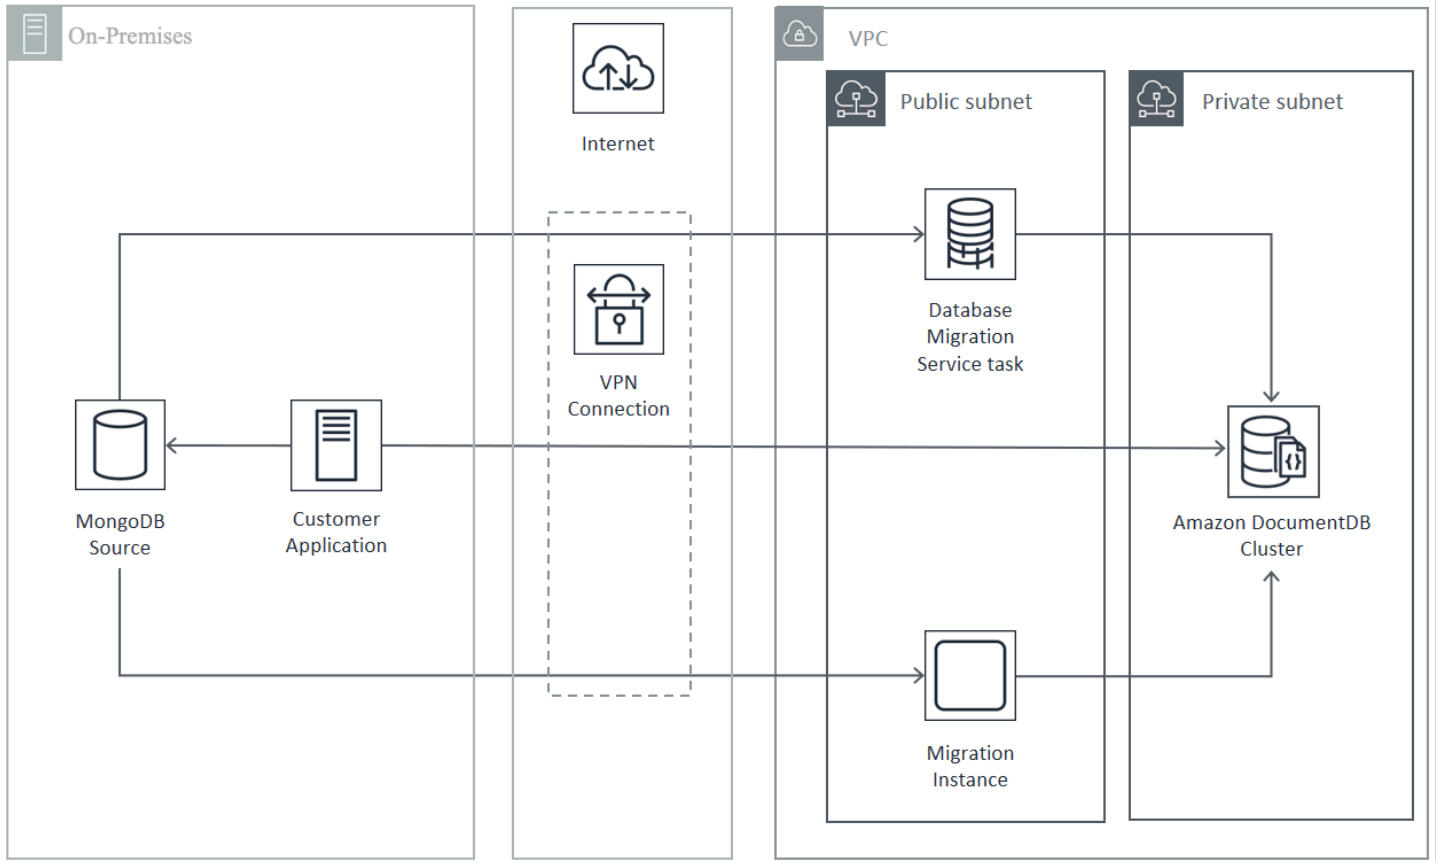 On-Premises
Internet
VPC
Public subnet
Private subnet
Database
Migration
Service task
VPN
Connection
MongoDB
Source
Customer
Application
Amazon DocumentDB
Cluster
Migration
Instance